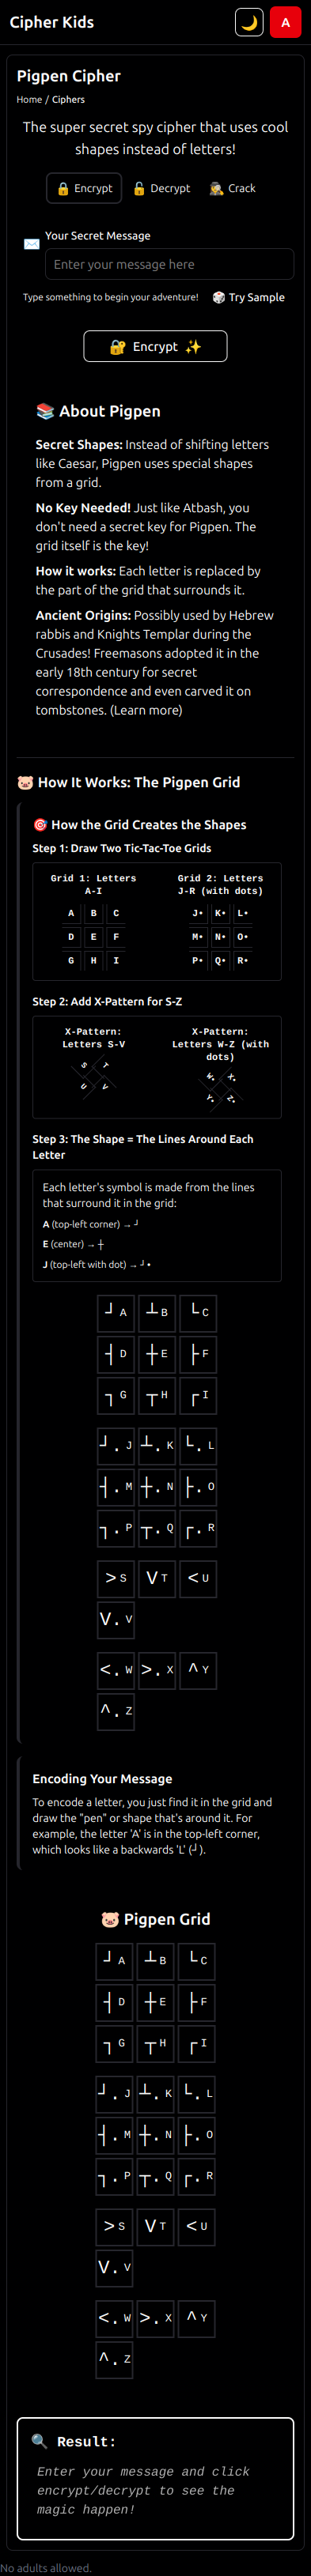 Cipher Kids 🌙 A
Pigpen Cipher
Home / Ciphers
The super secret spy cipher that uses cool
shapes instead of letters!
🔒 Encrypt 🔓 Decrypt 🕵️ Crack
✉️ Your Secret Message
Enter your message here
Type something to begin your adventure! 🎲 Try Sample
🔐 Encrypt ✨
📚 About Pigpen
Secret Shapes: Instead of shifting letters
like Caesar, Pigpen uses special shapes
from a grid.
No Key Needed! Just like Atbash, you
don't need a secret key for Pigpen. The
grid itself is the key!
How it works: Each letter is replaced by
the part of the grid that surrounds it.
Ancient Origins: Possibly used by Hebrew
rabbis and Knights Templar during the
Crusades! Freemasons adopted it in the
early 18th century for secret
correspondence and even carved it on
tombstones. (Learn more)
🐷 How It Works: The Pigpen Grid
🎯 How the Grid Creates the Shapes
Step 1: Draw Two Tic-Tac-Toe Grids
Grid 1: Letters
A-I
A B C
D E F
G H I
Grid 2: Letters
J-R (with dots)
J• K• L•
M• N• O•
P• Q• R•
Step 2: Add X-Pattern for S-Z
X-Pattern:
Letters S-V
S T
U V
X-Pattern:
Letters W-Z (with
dots)
W• X•
Y• Z•
Step 3: The Shape = The Lines Around Each
Letter
Each letter's symbol is made from the lines
that surround it in the grid:
A (top-left corner) → ┘
E (center) → ┼
J (top-left with dot) → ┘•
┘ A ┴ B └ C
┤ D ┼ E ├ F
┐ G ┬ H ┌ I
┘. J ┴. K └. L
┤. M ┼. N ├. O
┐. P ┬. Q ┌. R
> S V T < U
V. V
<. W >. X ^ Y
^. Z
Encoding Your Message
To encode a letter, you just find it in the grid and
draw the "pen" or shape that's around it. For
example, the letter 'A' is in the top-left corner,
which looks like a backwards 'L' (┘).
🐷 Pigpen Grid
┘ A ┴ B └ C
┤ D ┼ E ├ F
┐ G ┬ H ┌ I
┘. J ┴. K └. L
┤. M ┼. N ├. O
┐. P ┬. Q ┌. R
> S V T < U
V. V
<. W >. X ^ Y
^. Z
🔍 Result:
Enter your message and click
encrypt/decrypt to see the
magic happen!
No adults allowed.